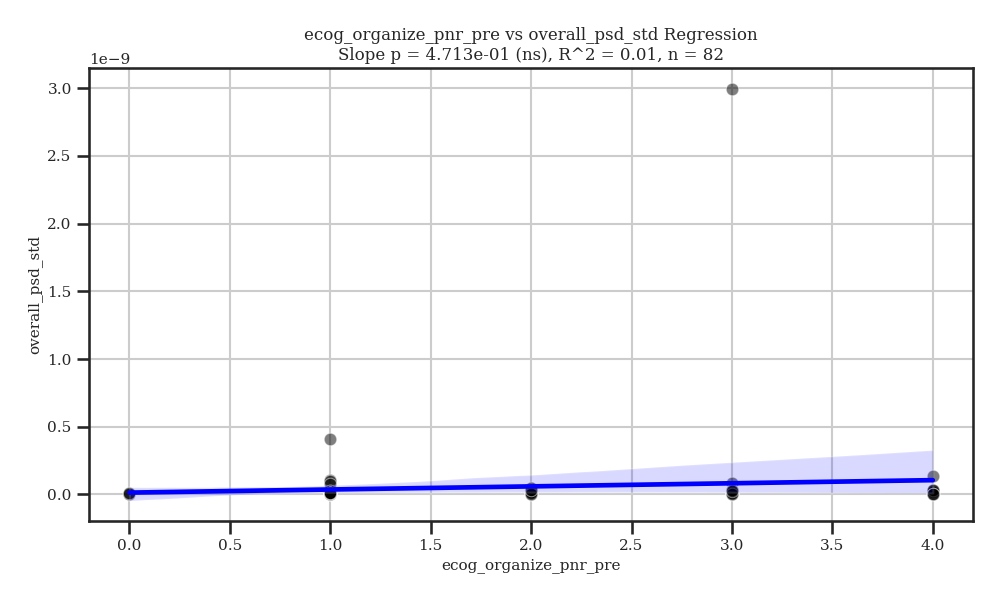 ecog_organize_pnr_pre vs overall_psd_std Regression
Slope p = 4.713e-01 (ns), R^2 = 0.01, n = 82
1e−9
3.0
2.5
2.0
1.5
1.0
0.5
0.0
overall_psd_std
0.0 0.5 1.0 1.5 2.0 2.5 3.0 3.5 4.0
ecog_organize_pnr_pre